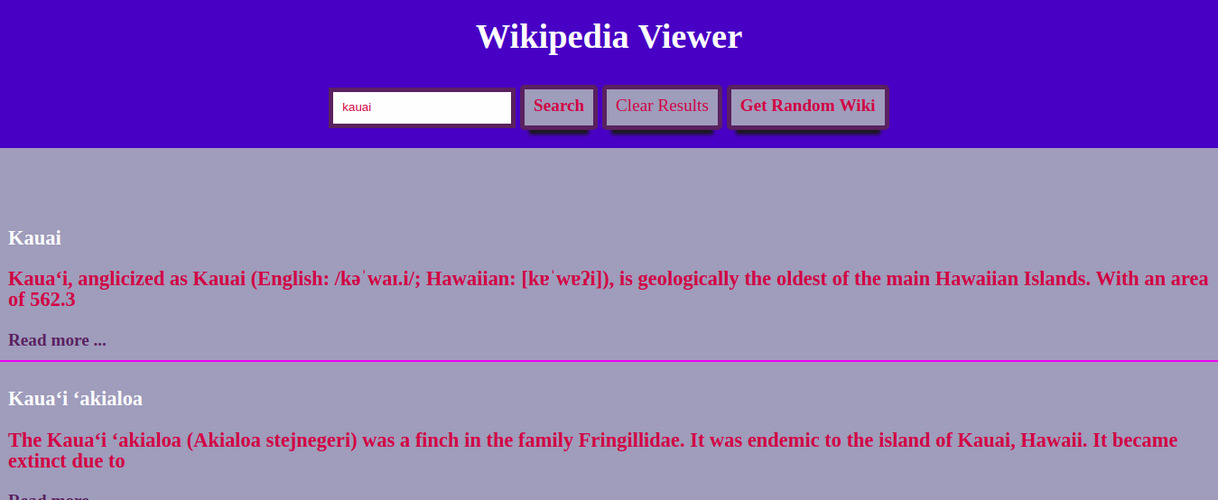 Wikipedia Viewer
kauai
Search
Clear Results
Get Random Wiki
Kauai
Kauaʻi, anglicized as Kauai (English: /kəˈwaɪ.i/; Hawaiian: [kɐˈwɐʔi]), is geologically the oldest of the main Hawaiian Islands. With an area
of 562.3
Read more ...
Kauaʻi ʻakialoa
The Kauaʻi ʻakialoa (Akialoa stejnegeri) was a finch in the family Fringillidae. It was endemic to the island of Kauai, Hawaii. It became
extinct due to
Read more